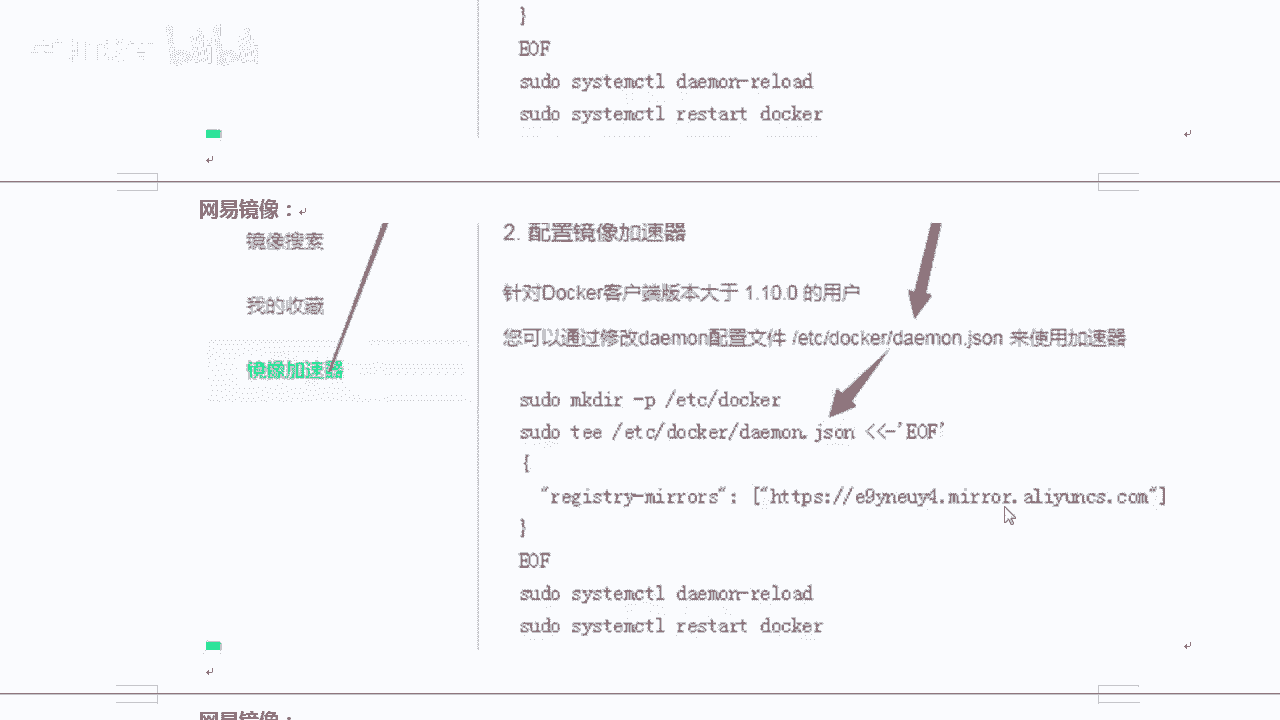 }
EOF
sudo systemctl daemon-reload
sudo systemctl restart docker
网易镜像：
镜像搜索
我的收藏
镜像加速器
2. 配置镜像加速器
针对Docker客户端版本大于 1.10.0 的用户
您可以通过修改daemon配置文件 /etc/docker/daemon.json 来使用加速器
sudo mkdir -p /etc/docker
sudo tee /etc/docker/daemon.json <<-'EOF'
{
"registry-mirrors": ["https://e9yneuy4.mirror.aliyuncs.com"]
}
EOF
sudo systemctl daemon-reload
sudo systemctl restart docker
网易镜像：